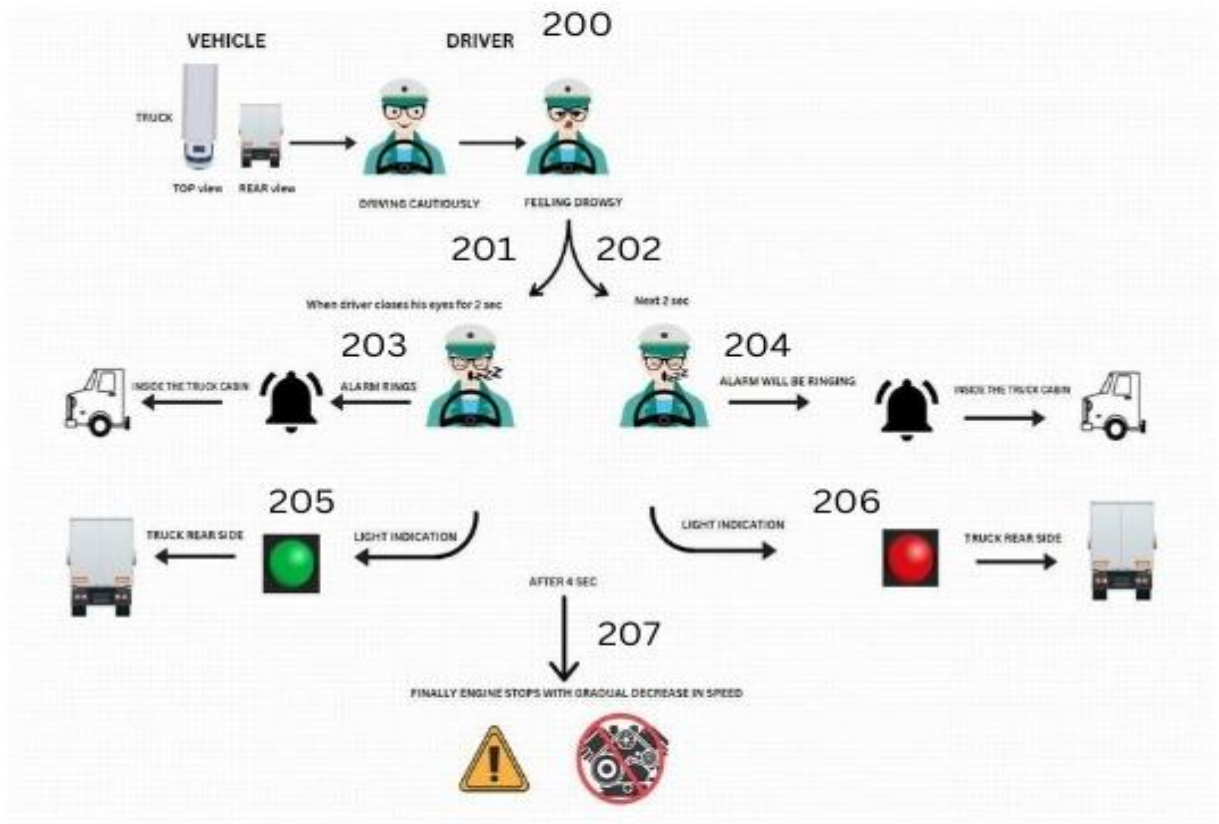 200
VEHICLE
DRIVER
TRUCK
TOP view
REAR view
DRIVING CAUTIOUSLY
FEELING DROWSY
201
202
When driver closes his eyes for 2 sec
Next 2 sec
203
204
INSIDE THE TRUCK CABIN
ALARM RINGS
ALARM WILL BE RINGING
INSIDE THE TRUCK CABIN
205
206
TRUCK REAR SIDE
LIGHT INDICATION
LIGHT INDICATION
TRUCK REAR SIDE
AFTER 4 SEC
207
FINALLY ENGINE STOPS WITH GRADUAL DECREASE IN SPEED